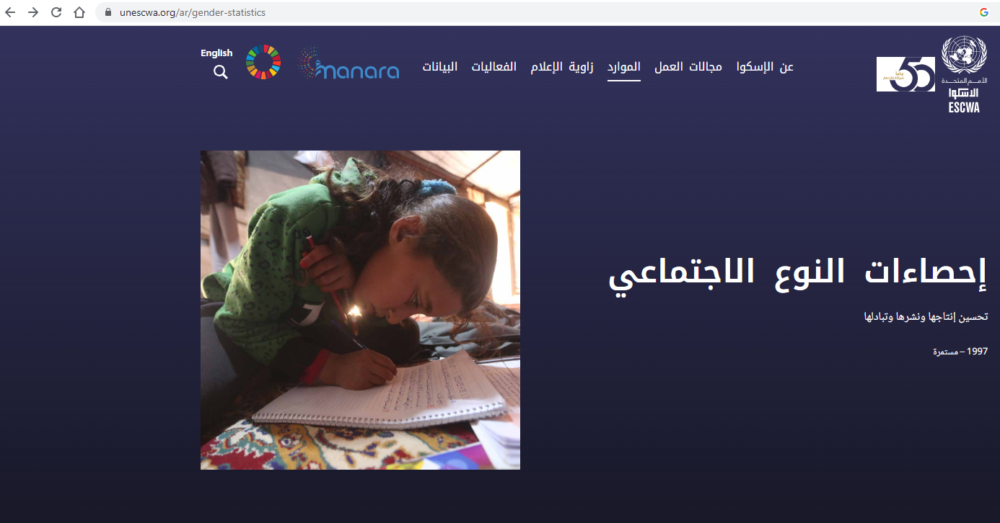 unescwa.org/ar/gender-statistics
الأمم المتحدة
الاسكوا
ESCWA
عن الإسكوا
مجالات العمل
الموارد
زاوية الإعلام
الفعاليات
البيانات
manara
English
إحصاءات النوع الاجتماعي
تحسين إنتاجها ونشرها وتبادلها
1997 – مستمرة